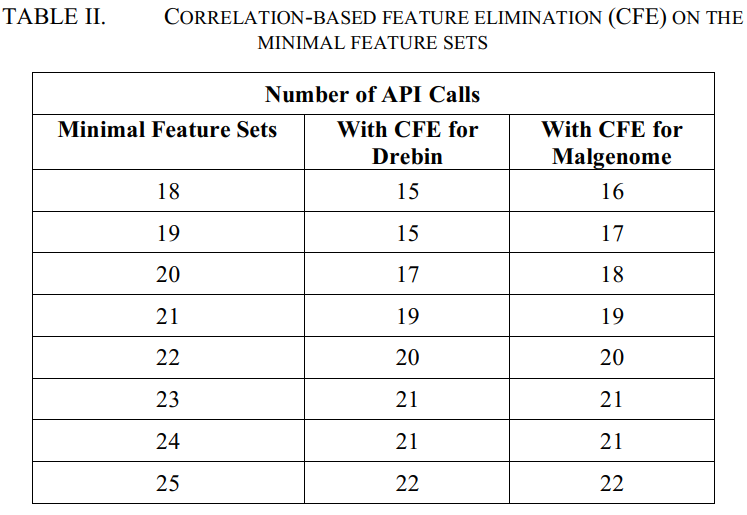 TABLE II. CORRELATION-BASED FEATURE ELIMINATION (CFE) ON THE
MINIMAL FEATURE SETS
Number of API Calls
Minimal Feature Sets With CFE for Drebin With CFE for Malgenome
18 15 16
19 15 17
20 17 18
21 19 19
22 20 20
23 21 21
24 21 21
25 22 22